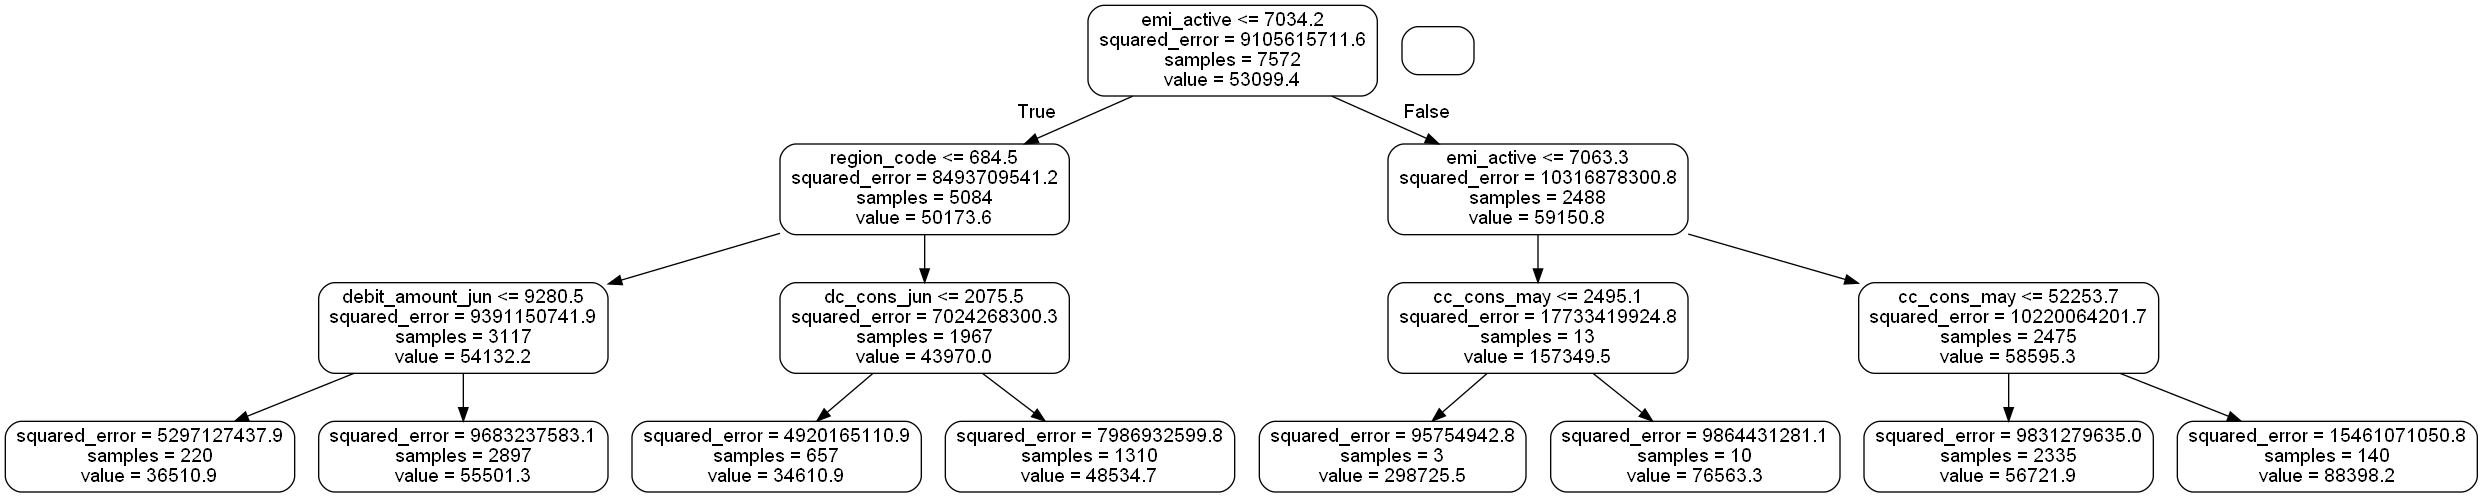 emi_active <= 7034.2
squared_error = 9105615711.6
samples = 7572
value = 53099.4
True
False
region_code <= 684.5
squared_error = 8493709541.2
samples = 5084
value = 50173.6
emi_active <= 7063.3
squared_error = 10316878300.8
samples = 2488
value = 59150.8
debit_amount_jun <= 9280.5
squared_error = 9391150741.9
samples = 3117
value = 54132.2
dc_cons_jun <= 2075.5
squared_error = 7024268300.3
samples = 1967
value = 43970.0
cc_cons_may <= 2495.1
squared_error = 17733419924.8
samples = 13
value = 157349.5
cc_cons_may <= 52253.7
squared_error = 10220064201.7
samples = 2475
value = 58595.3
squared_error = 5297127437.9
samples = 220
value = 36510.9
squared_error = 9683237583.1
samples = 2897
value = 55501.3
squared_error = 4920165110.9
samples = 657
value = 34610.9
squared_error = 7986932599.8
samples = 1310
value = 48534.7
squared_error = 95754942.8
samples = 3
value = 298725.5
squared_error = 9864431281.1
samples = 10
value = 76563.3
squared_error = 9831279635.0
samples = 2335
value = 56721.9
squared_error = 15461071050.8
samples = 140
value = 88398.2